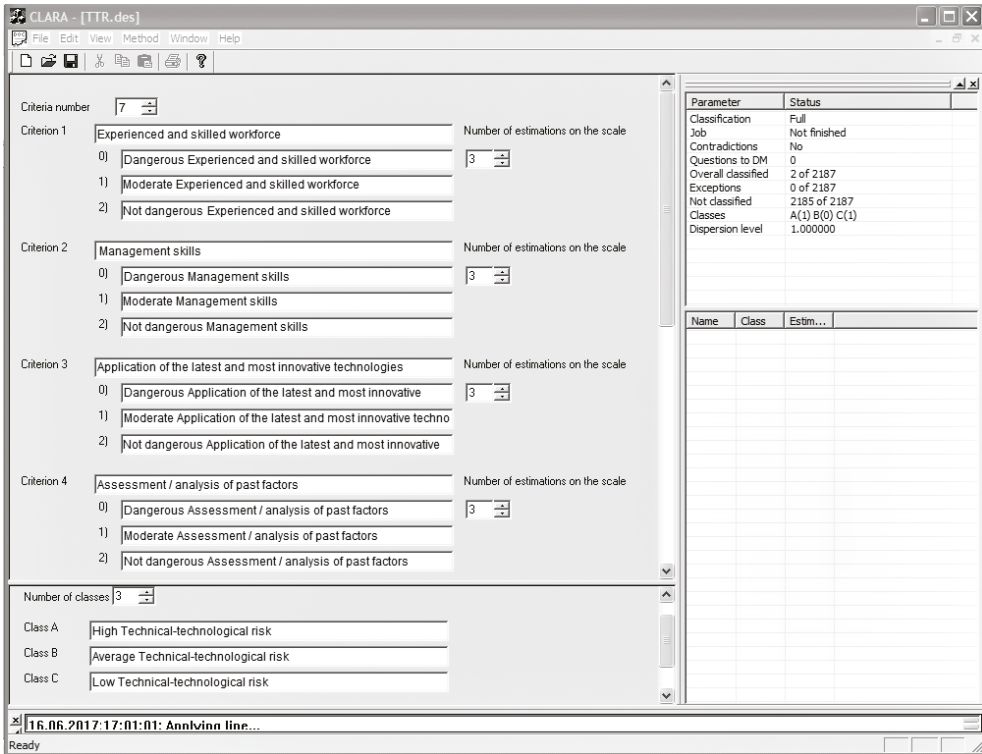 CLARA - [TTR.des]
File Edit View Method Window Help
Criteria number 7
Criterion 1 Experienced and skilled workforce Number of estimations on the scale
0) Dangerous Experienced and skilled workforce 3
1) Moderate Experienced and skilled workforce
2) Not dangerous Experienced and skilled workforce
Criterion 2 Management skills Number of estimations on the scale
0) Dangerous Management skills 3
1) Moderate Management skills
2) Not dangerous Management skills
Criterion 3 Application of the latest and most innovative technologies Number of estimations on the scale
0) Dangerous Application of the latest and most innovative 3
1) Moderate Application of the latest and most innovative techno
2) Not dangerous Application of the latest and most innovative
Criterion 4 Assessment / analysis of past factors Number of estimations on the scale
0) Dangerous Assessment / analysis of past factors 3
1) Moderate Assessment / analysis of past factors
2) Not dangerous Assessment / analysis of past factors
Number of classes 3
Class A High Technical-technological risk
Class B Average Technical-technological risk
Class C Low Technical-technological risk
Parameter Status
Classification Full
Job Not finished
Contradictions No
Questions to DM 0
Overall classified 2 of 2187
Exceptions 0 of 2187
Not classified 2185 of 2187
Classes A(1) B(0) C(1)
Dispersion level 1.000000
Name Class Estim...
16.06.2017:17:01:01: Applying line...
Ready